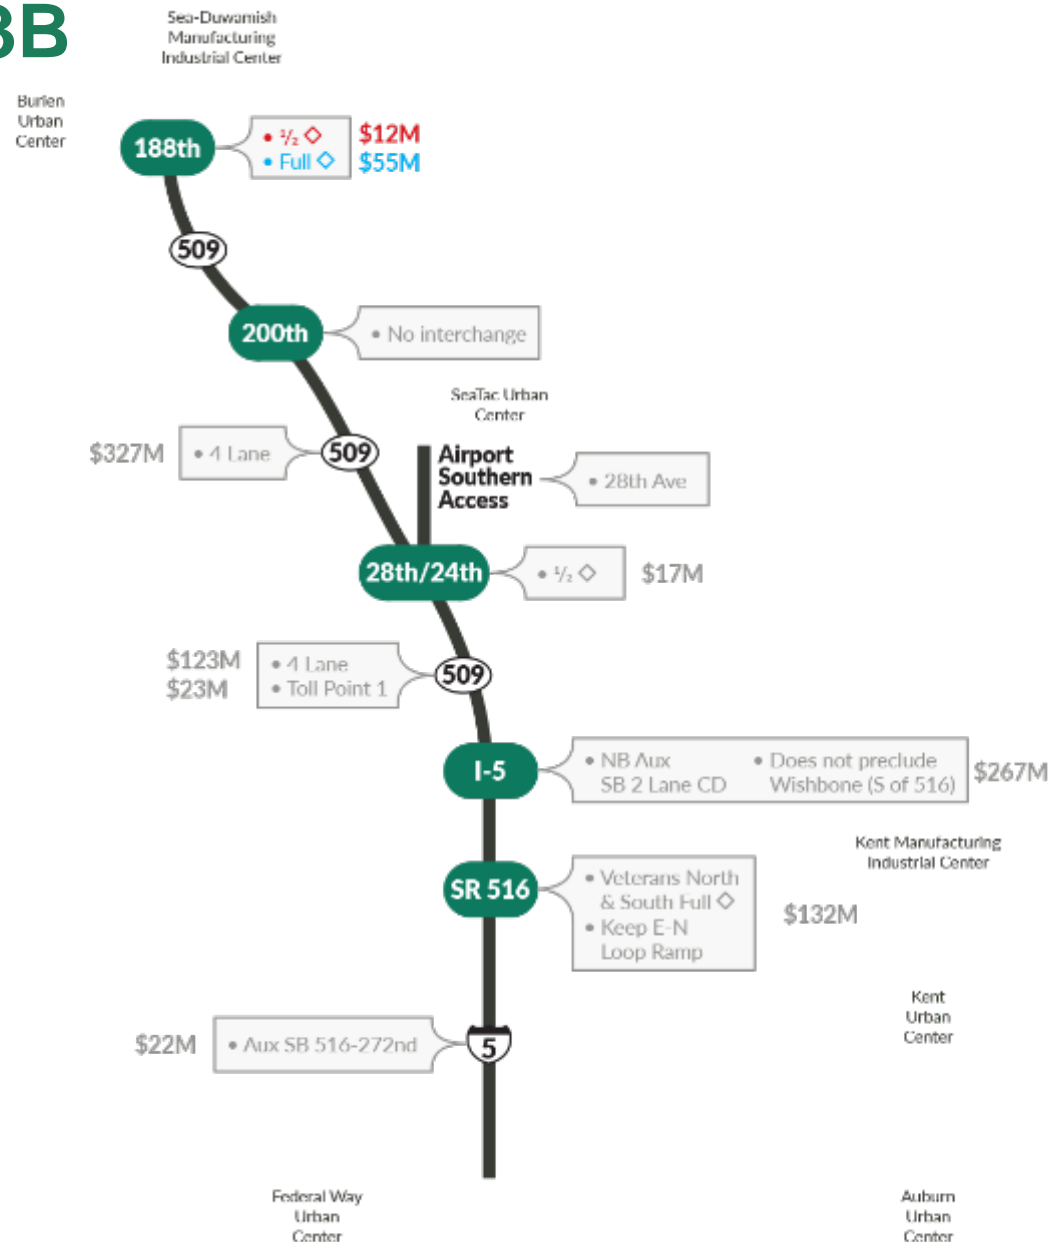 3B
Sea-Duwamish
Manufacturing
Industrial Center
Burien
Urban
Center
188th
• ½ ◇ $12M
• Full ◇ $55M
509
200th
• No interchange
SeaTac Urban
Center
$327M
• 4 Lane
509
Airport
Southern
Access
• 28th Ave
28th/24th
• ½ ◇
$17M
$123M
$23M
• 4 Lane
• Toll Point 1
509
I-5
• NB Aux
SB 2 Lane CD
• Does not preclude
Wishbone (S of 516)
$267M
Kent Manufacturing
Industrial Center
SR 516
• Veterans North
& South Full ◇
• Keep E-N
Loop Ramp
$132M
Kent
Urban
Center
$22M
• Aux SB 516-272nd
5
Federal Way
Urban
Center
Auburn
Urban
Center